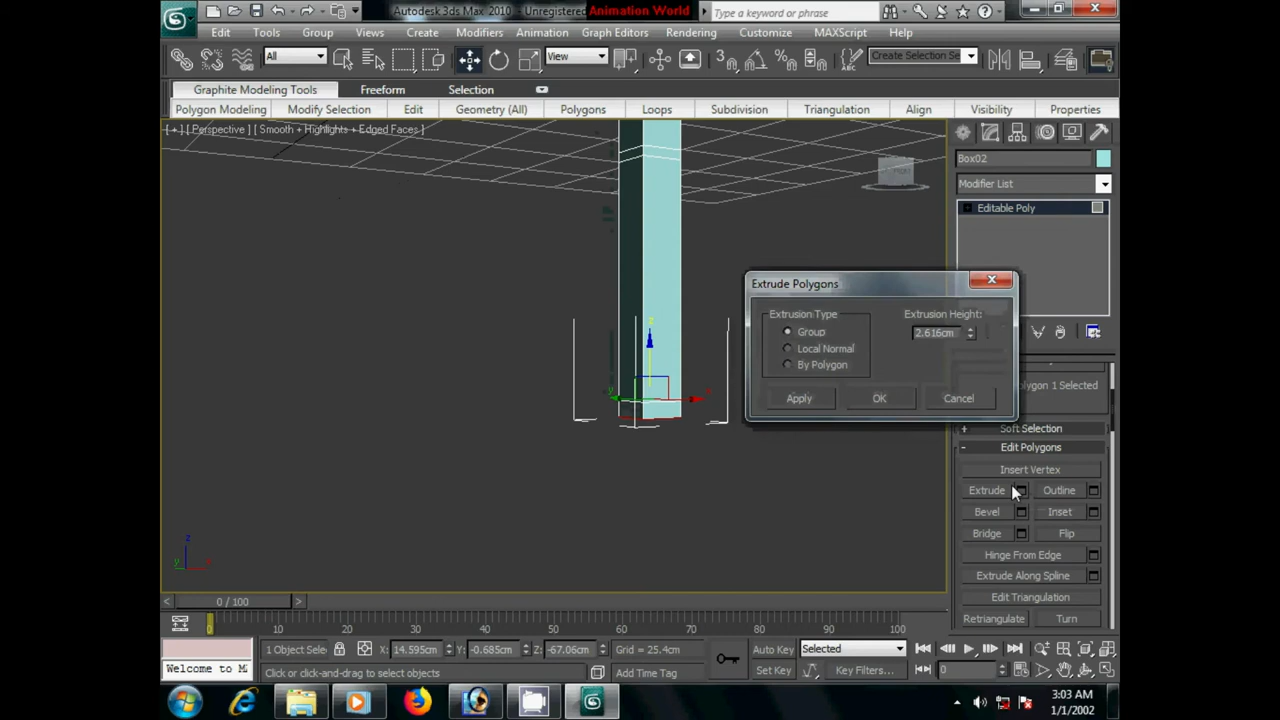 Autodesk 3ds Max 2010 - Unregistered
Animation World
Type a keyword or phrase
Edit Tools Group Views Create Modifiers Animation Graph Editors Rendering Customize MAXScript Help
All View Create Selection Se
Graphite Modeling Tools Freeform Selection
Polygon Modeling Modify Selection Edit Geometry (All) Polygons Loops Subdivision Triangulation Align Visibility Properties
[ + ] [ Perspective ] [ Smooth + Highlights + Edged Faces ]
Box02
Modifier List
Editable Poly
Extrude Polygons
Extrusion Type
Extrusion Height:
Group
2.616cm
Local Normal
By Polygon
Apply OK Cancel
olygon 1 Selected
+ Soft Selection
- Edit Polygons
Insert Vertex
Extrude Outline
Bevel Inset
Bridge Flip
Hinge From Edge
Extrude Along Spline
Edit Triangulation
Retriangulate Turn
z
y x
z
y x
< 0 / 100 >
0 10 20 30 40 50 60 70 80 90 100
1 Object Sele X: 14.595cm Y: -0.685cm Z: -67.06cm Grid = 25.4cm Auto Key Selected
Welcome to M Click or click-and-drag to select objects Add Time Tag Set Key Key Filters... 0
3:03 AM
1/1/2002